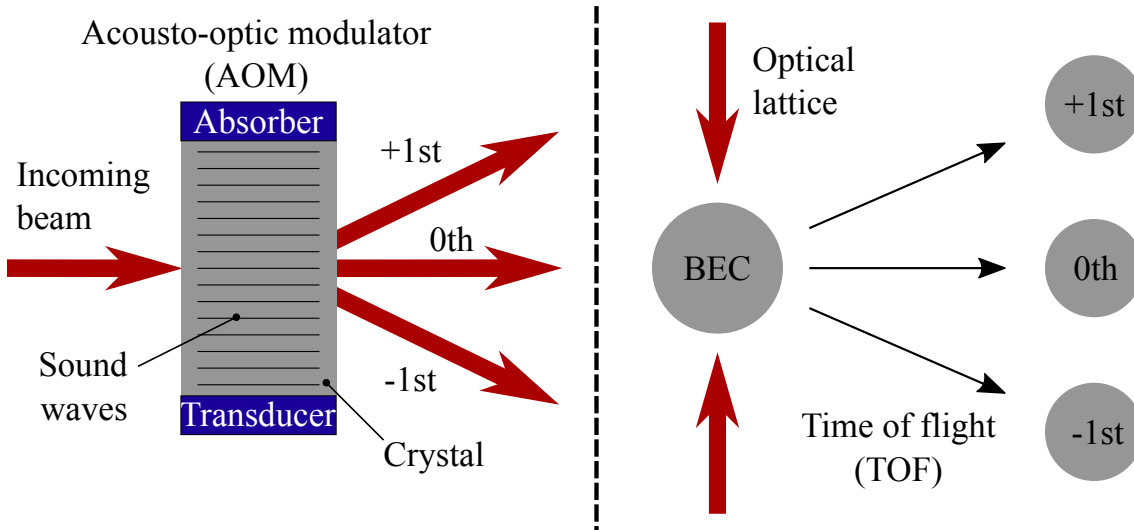 Acousto-optic modulator
(AOM)
Absorber
Incoming
beam
+1st
0th
-1st
Sound
waves
Transducer
Crystal
Optical
lattice
BEC
+1st
0th
-1st
Time of flight
(TOF)